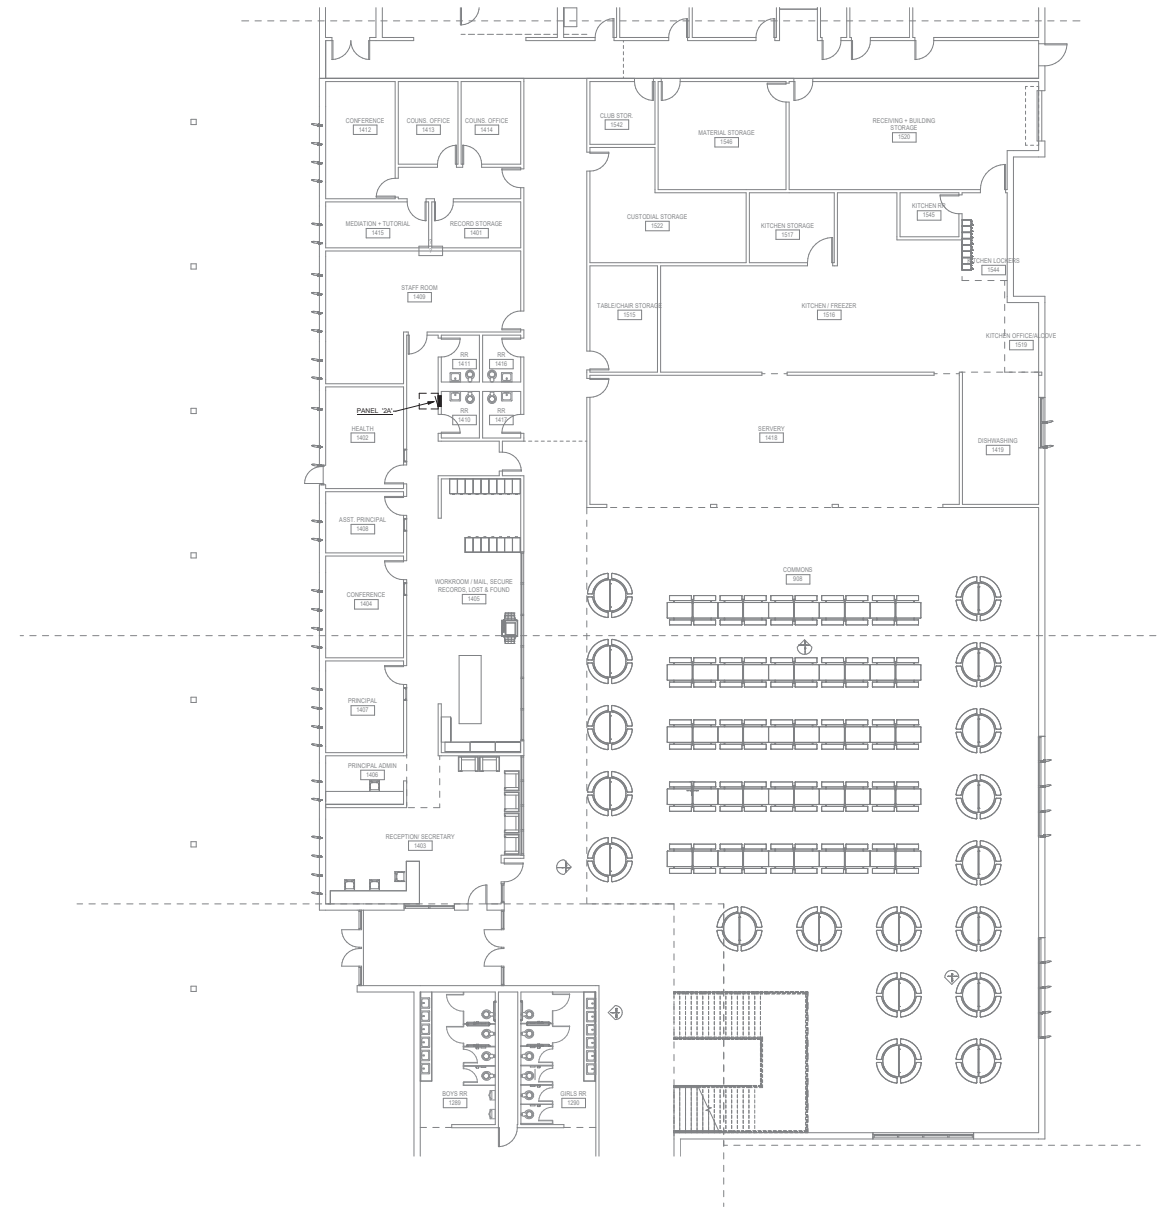 CONFERENCE
1412
COUNS. OFFICE
1413
COUNS. OFFICE
1414
CLUB STOR.
1542
MATERIAL STORAGE
1546
RECEIVING + BUILDING
STORAGE
1520
MEDIATION + TUTORIAL
1415
RECORD STORAGE
1401
CUSTODIAL STORAGE
1522
KITCHEN STORAGE
1517
KITCHEN RR
1545
KITCHEN LOCKERS
1544
STAFF ROOM
1409
TABLE/CHAIR STORAGE
1515
KITCHEN / FREEZER
1516
KITCHEN OFFICE/ALCOVE
1519
RR
1411
RR
1416
PANEL '2A'
RR
1410
RR
1417
HEALTH
1402
SERVERY
1418
DISHWASHING
1419
ASST. PRINCIPAL
1408
WORKROOM / MAIL, SECURE
RECORDS, LOST & FOUND
1405
COMMONS
908
CONFERENCE
1404
PRINCIPAL
1407
PRINCIPAL ADMIN
1406
RECEPTION/ SECRETARY
1403
BOYS RR
1289
GIRLS RR
1290